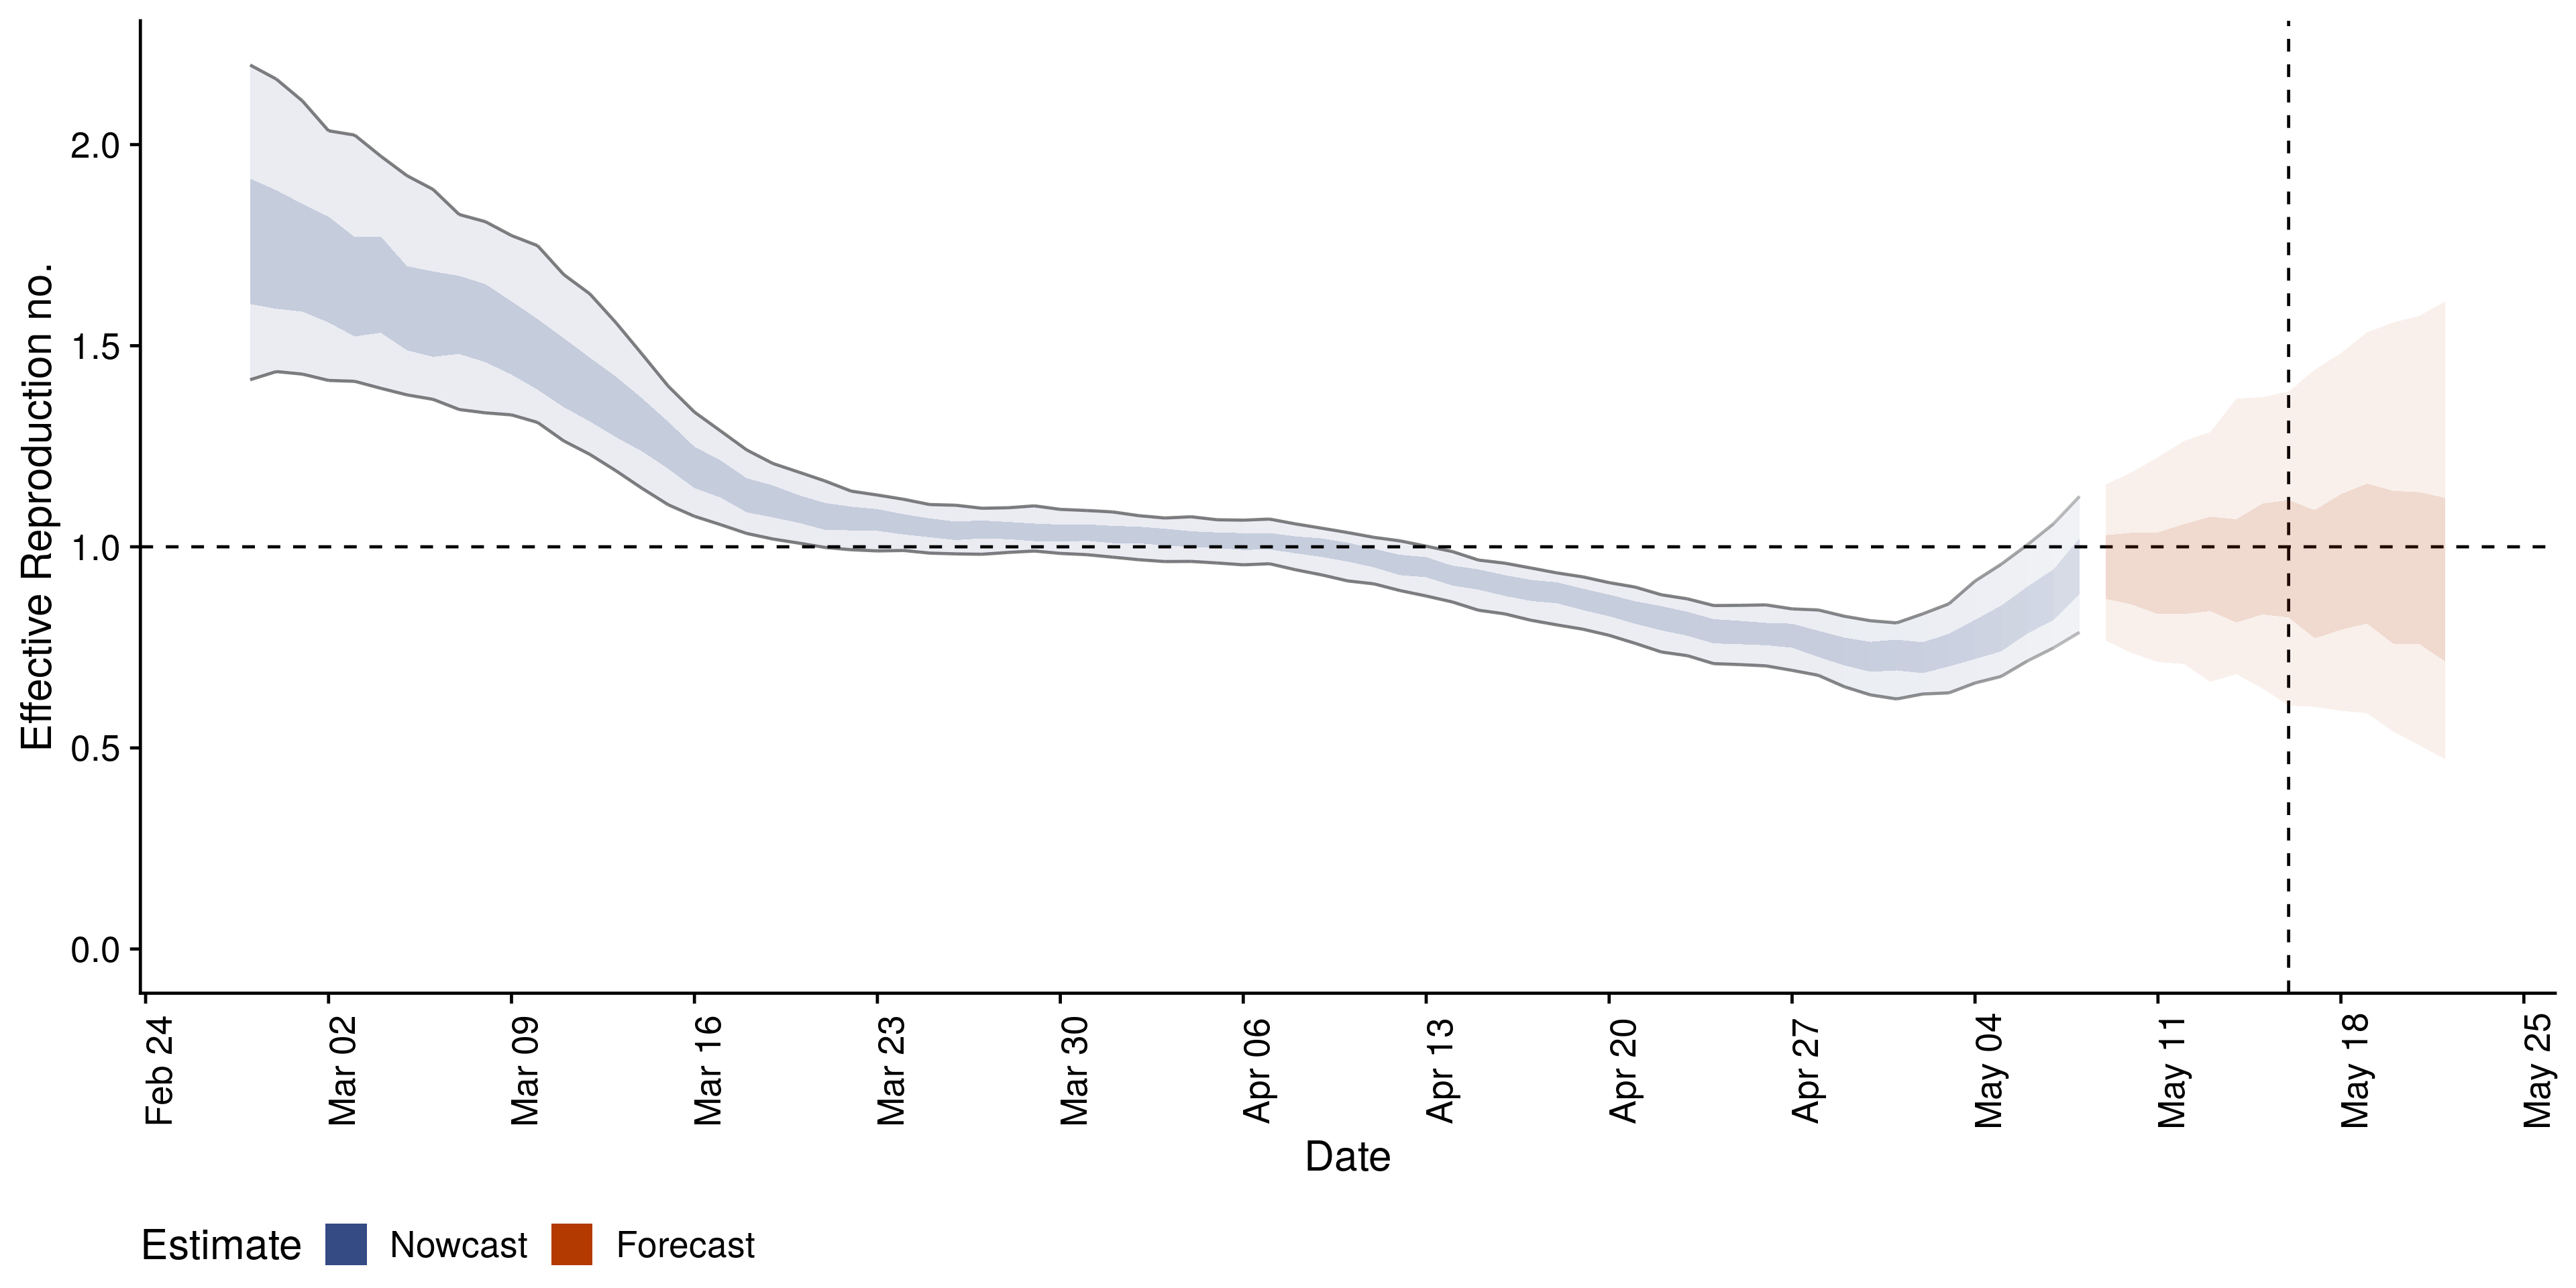 Effective Reproduction no.
2.0
1.5
1.0
0.5
0.0
Feb 24
Mar 02
Mar 09
Mar 16
Mar 23
Mar 30
Apr 06
Apr 13
Apr 20
Apr 27
May 04
May 11
May 18
May 25
Date
Estimate Nowcast Forecast